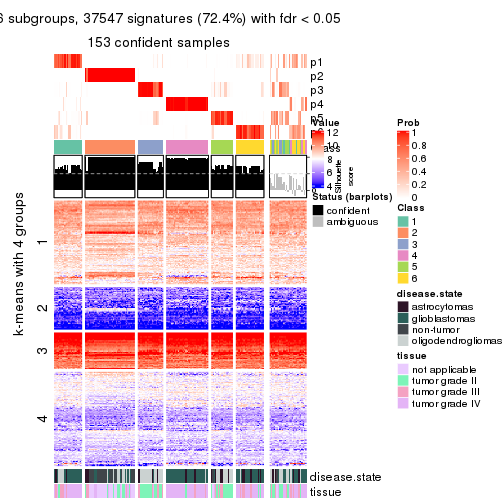 6 subgroups, 37547 signatures (72.4%) with fdr < 0.05
153 confident samples
p1
p2
p3
p4
p5
k-means with 4 groups
1
2
3
4
Value
12
10
8
6
4
Silhouette
score
Status (barplots)
confident
ambiguous
Prob
1
0.8
0.6
0.4
0.2
0
Class
1
2
3
4
5
6
disease.state
astrocytomas
glioblastomas
non-tumor
oligodendrogliomas
tissue
not applicable
tumor grade II
tumor grade III
tumor grade IV
disease.state
tissue